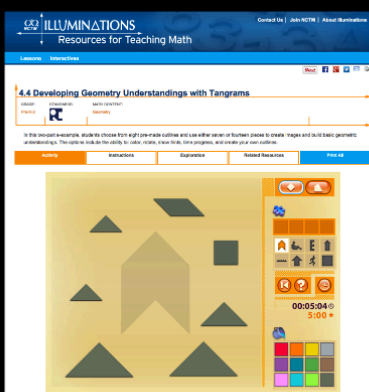 NCTM ILLUMINATIONS
Resources for Teaching Math
Contact Us | Join NCTM | About Illuminations
Lessons Interactives
4.4 Developing Geometry Understandings with Tangrams
GRADE: STANDARDS: MATH CONTENT:
In this two-part e-example, students choose from eight pre-made outlines and use either seven or fourteen pieces to create images and build basic geometric
understandings. The options include the ability to color, rotate, show hints, time progress, and create your own outlines.
Activity Instructions Exploration Related Resources Print All
00:05:04
5:00